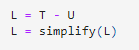 L = T - U
L = simplify(L)